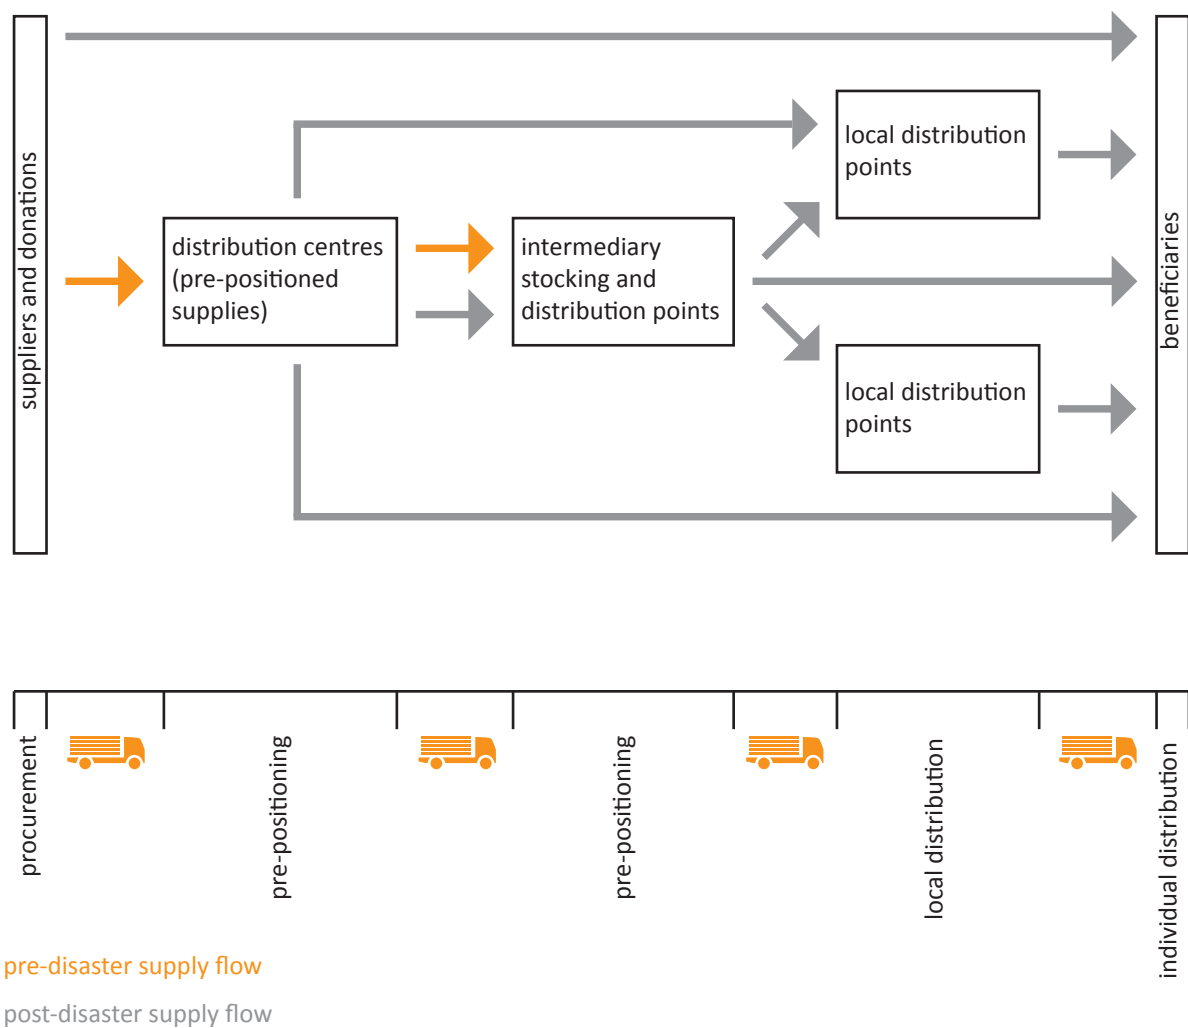 suppliers and donations
distribution centres
(pre-positioned
supplies)
intermediary
stocking and
distribution points
local distribution
points
local distribution
points
beneficiaries
procurement
pre-positioning
pre-positioning
local distribution
individual distribution
pre-disaster supply flow
post-disaster supply flow